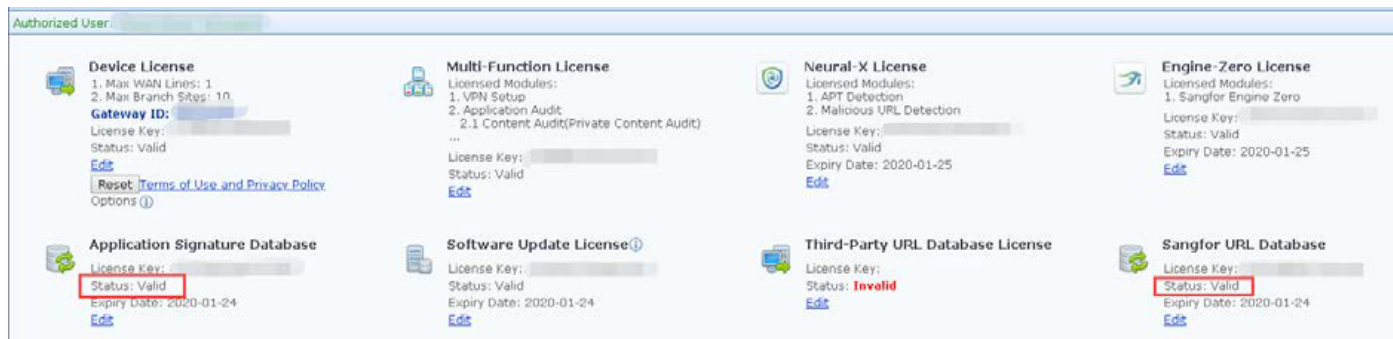 Authorized User:
Device License
1. Max WAN Lines: 1
2. Max Branch Sites: 10
Gateway ID:
License Key:
Status: Valid
Edit
Reset Terms of Use and Privacy Policy
Options
Multi-Function License
Licensed Modules:
1. VPN Setup
2. Application Audit
2.1 Content Audit(Private Content Audit)
...
License Key:
Status: Valid
Edit
Neural-X License
Licensed Modules:
1. APT Detection
2. Malicious URL Detection
License Key:
Status: Valid
Expiry Date: 2020-01-25
Edit
Engine-Zero License
Licensed Modules:
1. Sangfor Engine Zero
License Key:
Status: Valid
Expiry Date: 2020-01-25
Edit
Application Signature Database
License Key:
Status: Valid
Expiry Date: 2020-01-24
Edit
Software Update License
License Key:
Status: Valid
Expiry Date: 2020-01-24
Edit
Third-Party URL Database License
License Key:
Status: Invalid
Edit
Sangfor URL Database
License Key:
Status: Valid
Expiry Date: 2020-01-24
Edit